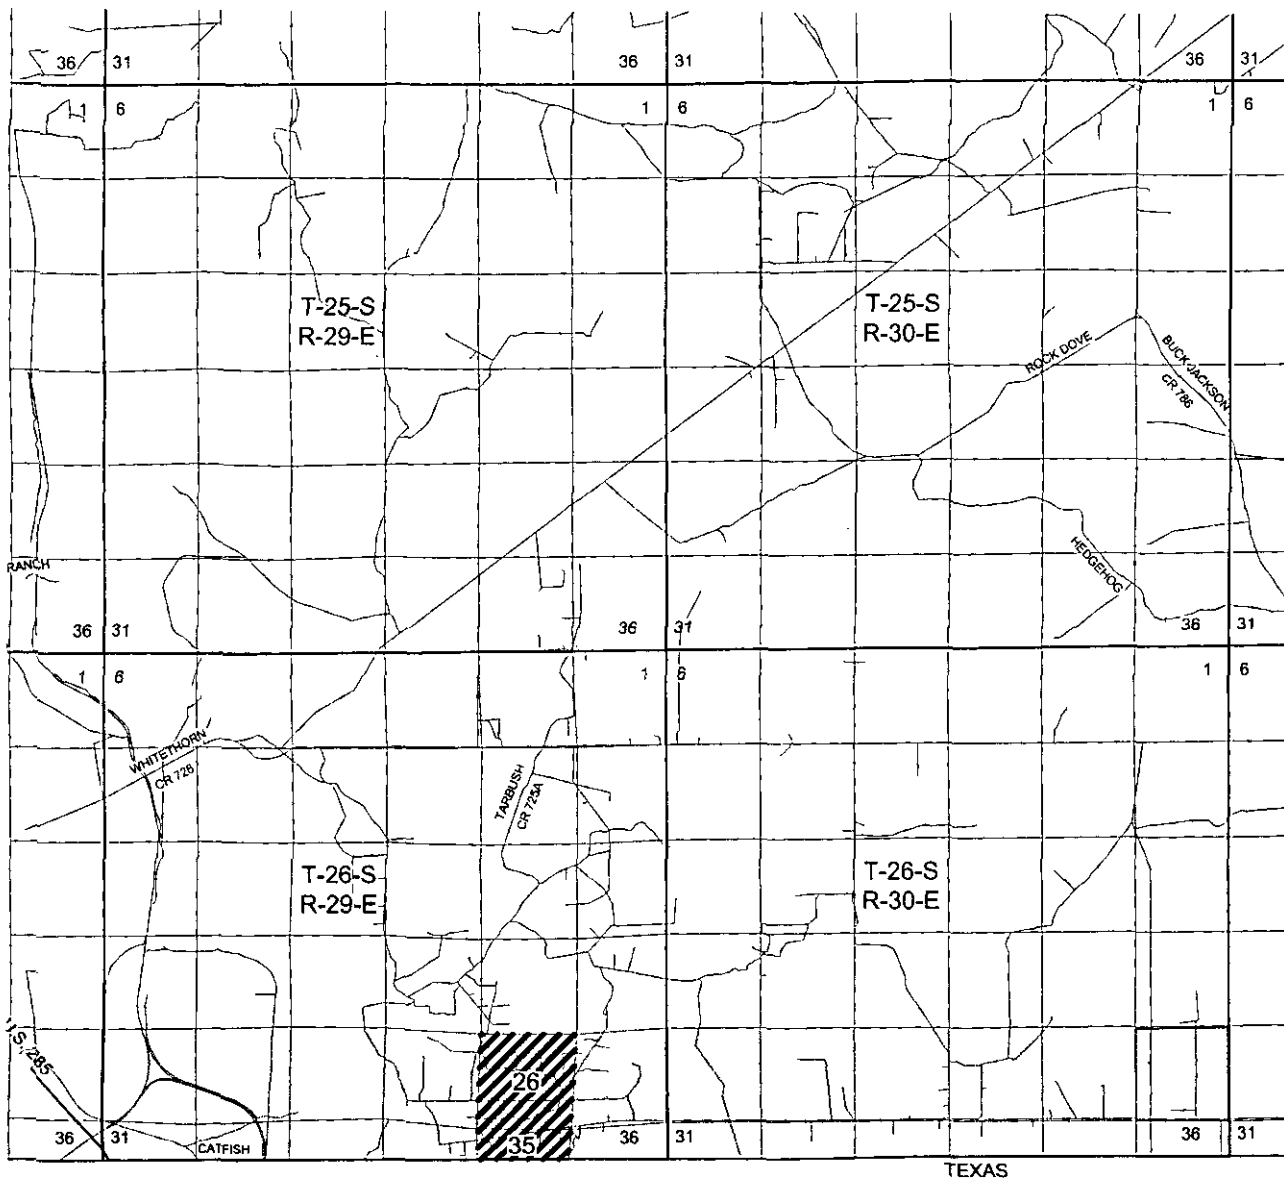 36 31
36 31
36 31
1 6
1 6
1 6
T-25-S
R-29-E
T-25-S
R-30-E
ROCK DOVE
BUCK JACKSON
CR 786
RANCH
HEDGEHOG
36 31
36 31
36 31
1 6
1 6
1 6
WHITETHORN
CR 726
TARBUSH
CR 725A
T-26-S
R-29-E
T-26-S
R-30-E
U.S. 285
26
36 31
CATFISH
35
36 31
36 31
TEXAS